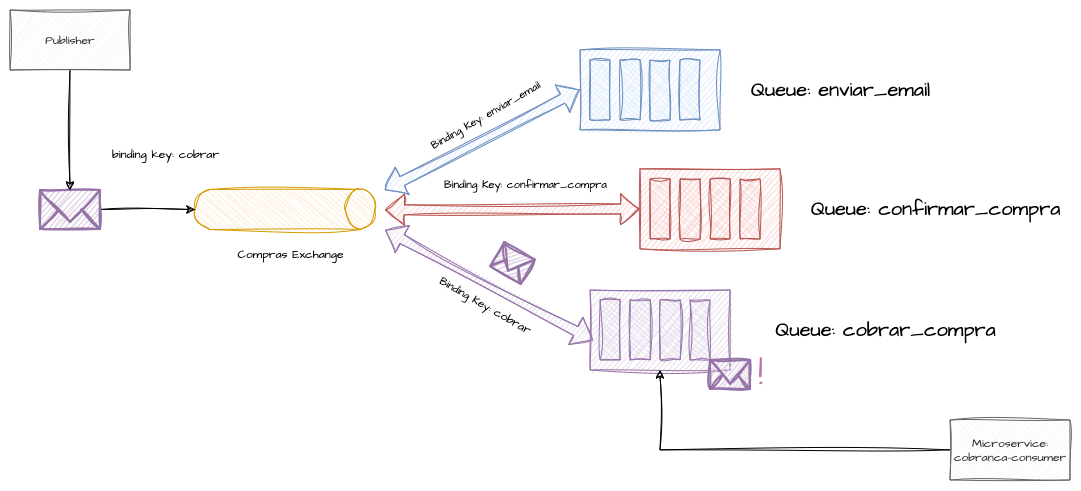 Publisher
binding key: cobrar
Compras Exchange
Binding Key: enviar_email
Binding Key: confirmar_compra
Binding Key: cobrar
Queue: enviar_email
Queue: confirmar_compra
Queue: cobrar_compra
!
Microservice:
cobranca-consumer